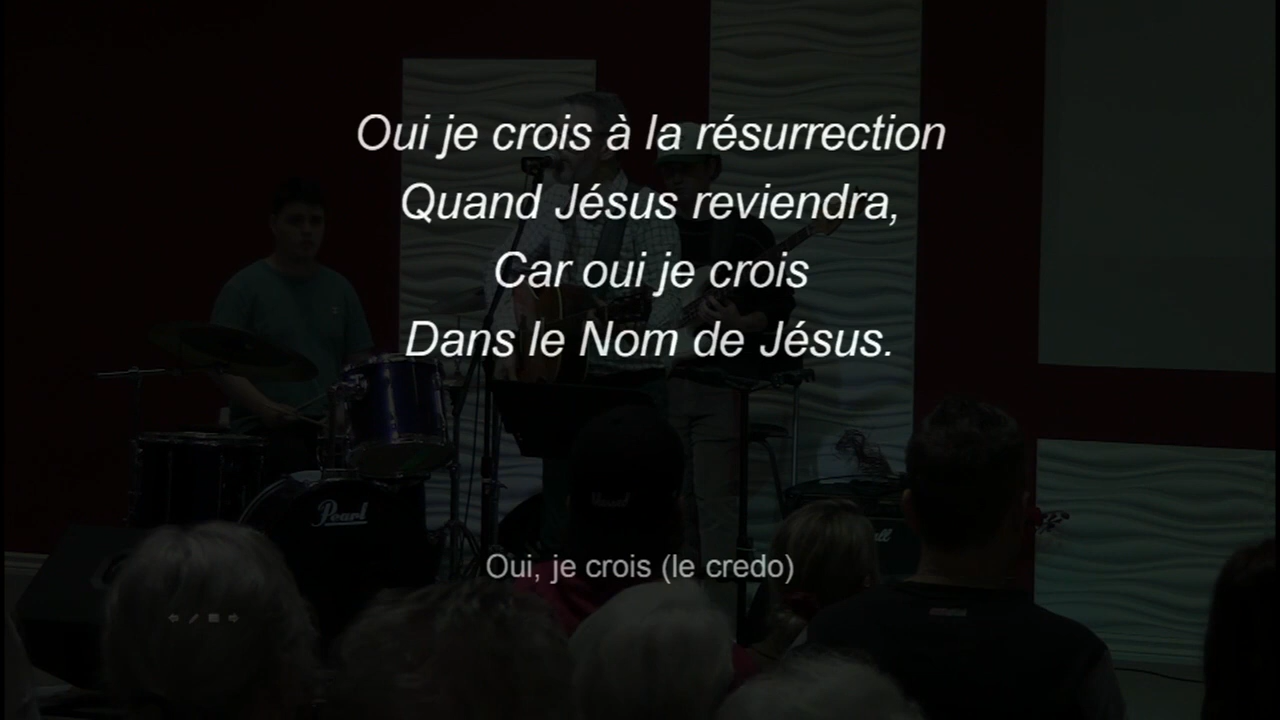 Oui je crois à la résurrection
Quand Jésus reviendra,
Car oui je crois
Dans le Nom de Jésus.
Pearl
Oui, je crois (le credo)